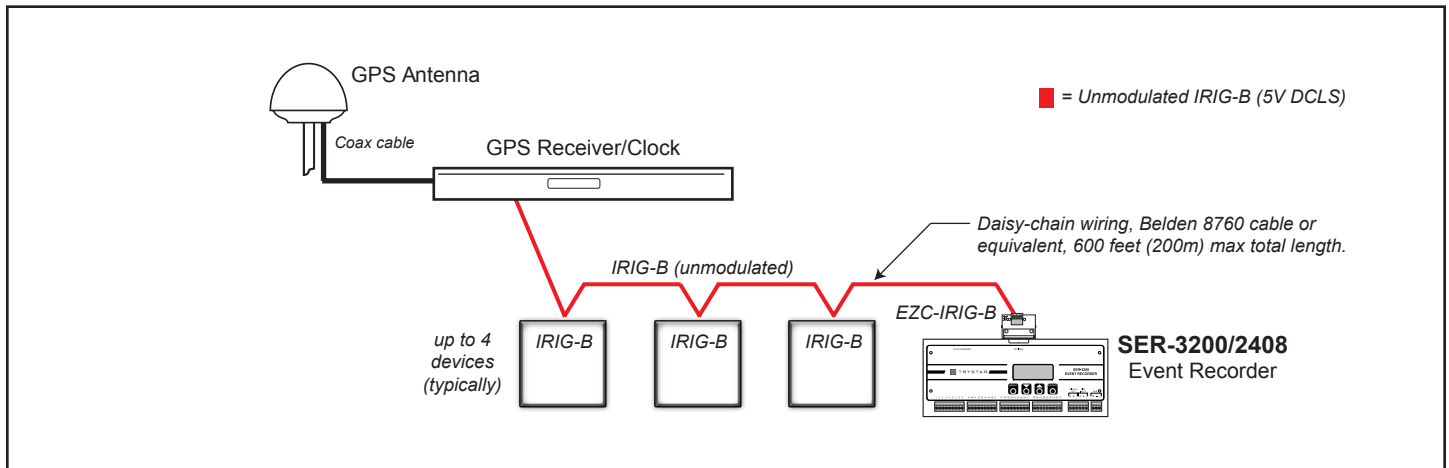 GPS Antenna
= Unmodulated IRIG-B (5V DCLS)
Coax cable
GPS Receiver/Clock
Daisy-chain wiring, Belden 8760 cable or
equivalent, 600 feet (200m) max total length.
IRIG-B (unmodulated)
EZC-IRIG-B
up to 4
devices
(typically)
IRIG-B
IRIG-B
IRIG-B
SER-3200/2408
Event Recorder
TRYSTAR
EVENT RECORDER